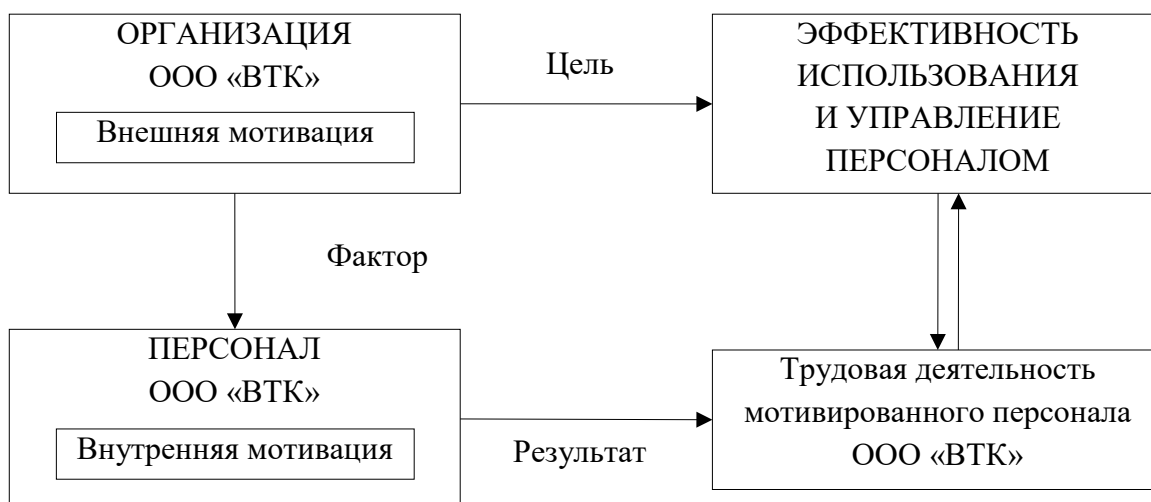 ОРГАНИЗАЦИЯ
ООО «ВТК»
Внешняя мотивация
Цель
ЭФФЕКТИВНОСТЬ
ИСПОЛЬЗОВАНИЯ
И УПРАВЛЕНИЕ
ПЕРСОНАЛОМ
Фактор
ПЕРСОНАЛ
ООО «ВТК»
Внутренняя мотивация
Результат
Трудовая деятельность
мотивированного персонала
ООО «ВТК»